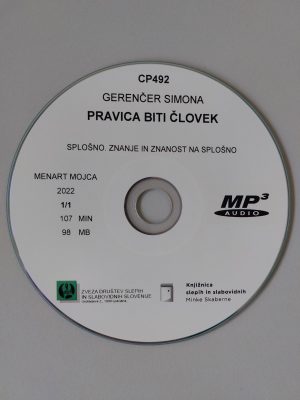 CP492
GERENČER SIMONA
PRAVICA BITI ČLOVEK
SPLOŠNO. ZNANJE IN ZNANOST NA SPLOŠNO
MENART MOJCA
2022
1/1
107 MIN
98 MB
MP3
AUDIO
ZVEZA DRUŠTEV SLEPIH
IN SLABOVIDNIH SLOVENIJE
Knjižnica
slepih in slabovidnih
Minke Skaberne